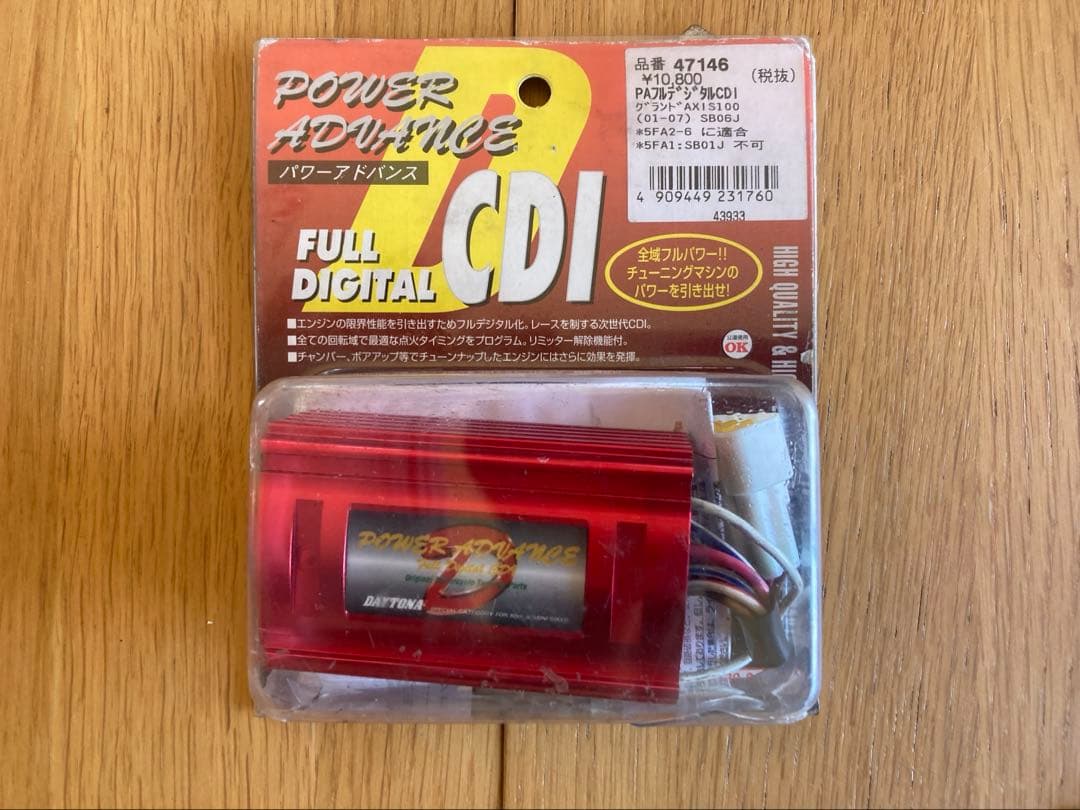 POWER
ADVANCE
パワーアドバンス
FULL
DIGITAL
CDI
品番 47146
¥10,800 (税抜)
PAフルデジタルCDI
グランドAXIS100
(01-07) SB06J
*5FA2-6 に適合
*5FA1:SB01J 不可
4 909449 231760
43933
全域フルパワー!!
チューニングマシンの
パワーを引き出せ!
■エンジンの限界性能を引き出すためフルデジタル化。レースを制する次世代CDI。
■全ての回転域で最適な点火タイミングをプログラム。リミッター解除機能付。
■チャンバー、ボアアップ等でチューンナップしたエンジンにはさらに効果を発揮。
公道使用
OK
HIGH QUALITY & HI
POWER ADVANCE
Full Digital CDI
DAYTONA